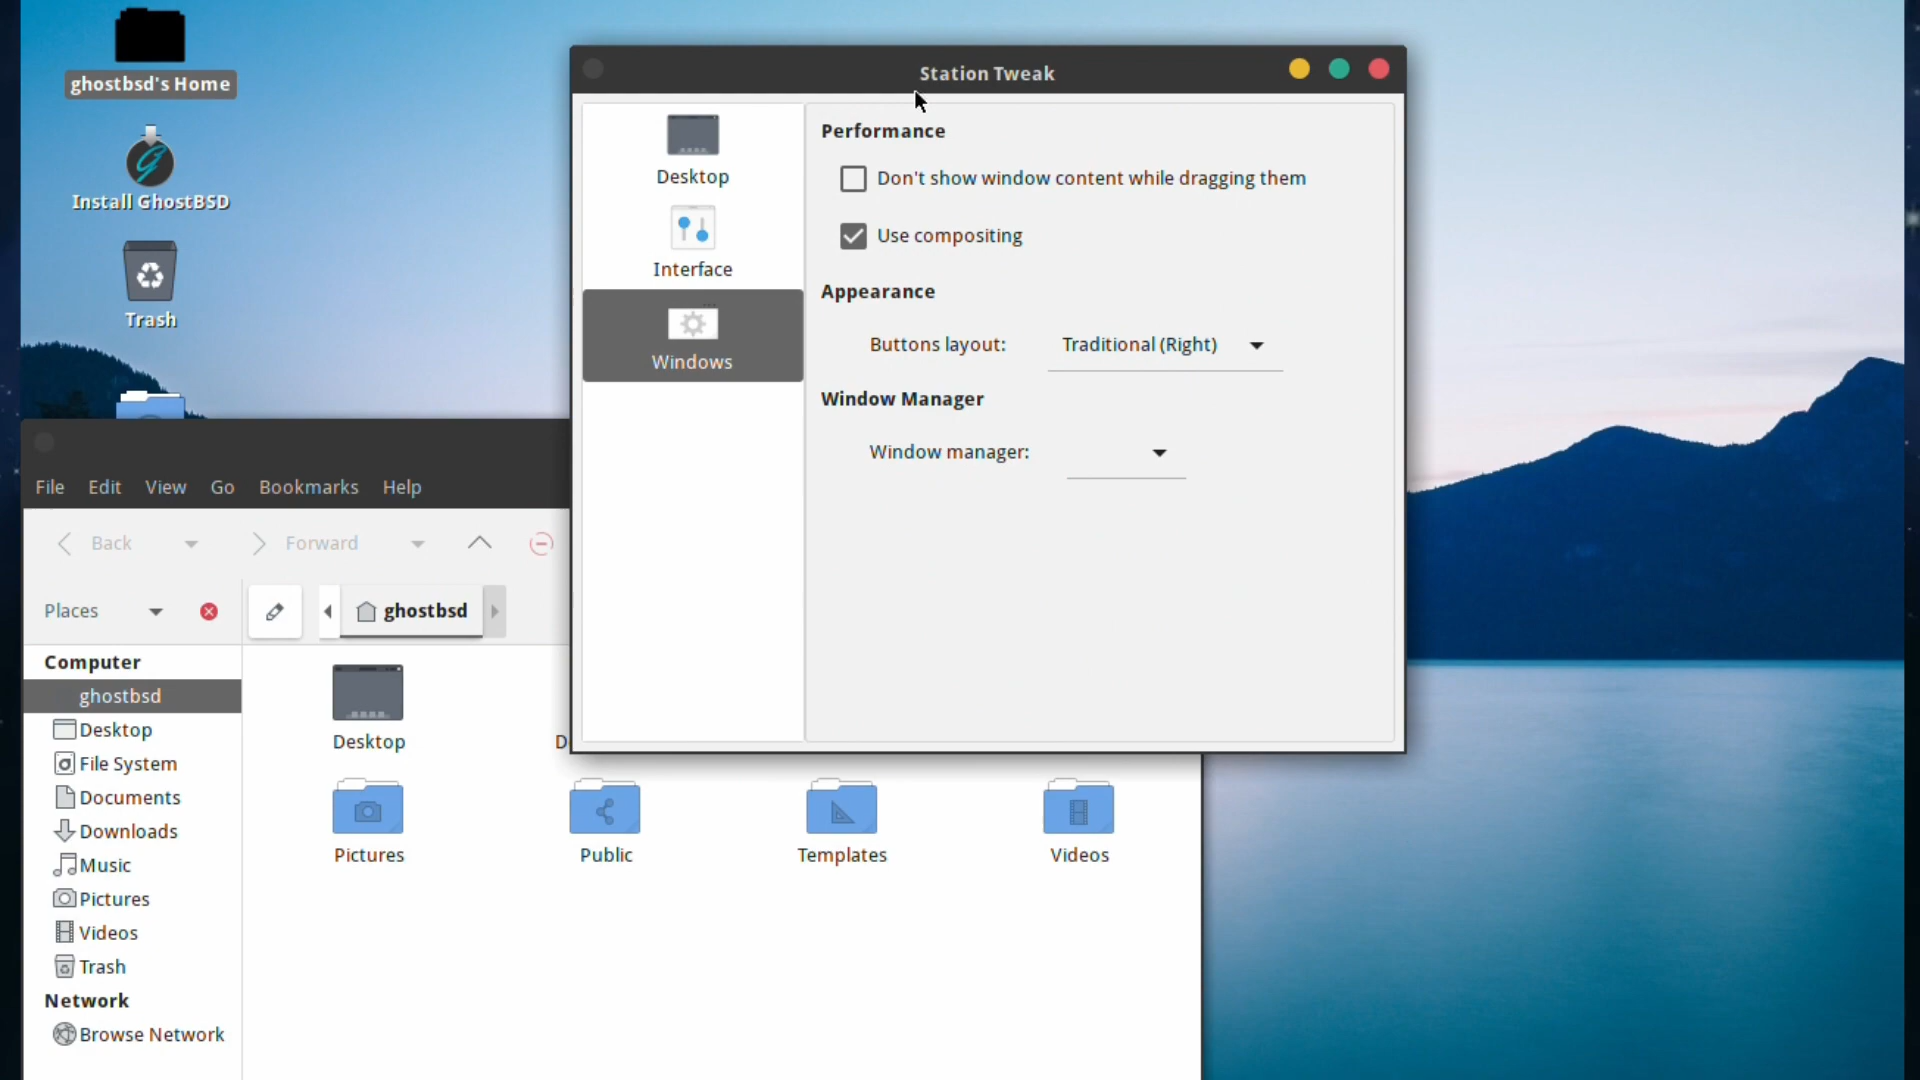 ghostbsd's Home
Install GhostBSD
Trash
Station Tweak
Desktop
Interface
Windows
Performance
Don't show window content while dragging them
Use compositing
Appearance
Buttons layout: Traditional (Right)
Window Manager
Window manager:
File Edit View Go Bookmarks Help
Back Forward
Places
ghostbsd
Computer
ghostbsd
Desktop
File System
Documents
Downloads
Music
Pictures
Videos
Trash
Network
Browse Network
Desktop
Pictures
Public
Templates
Videos